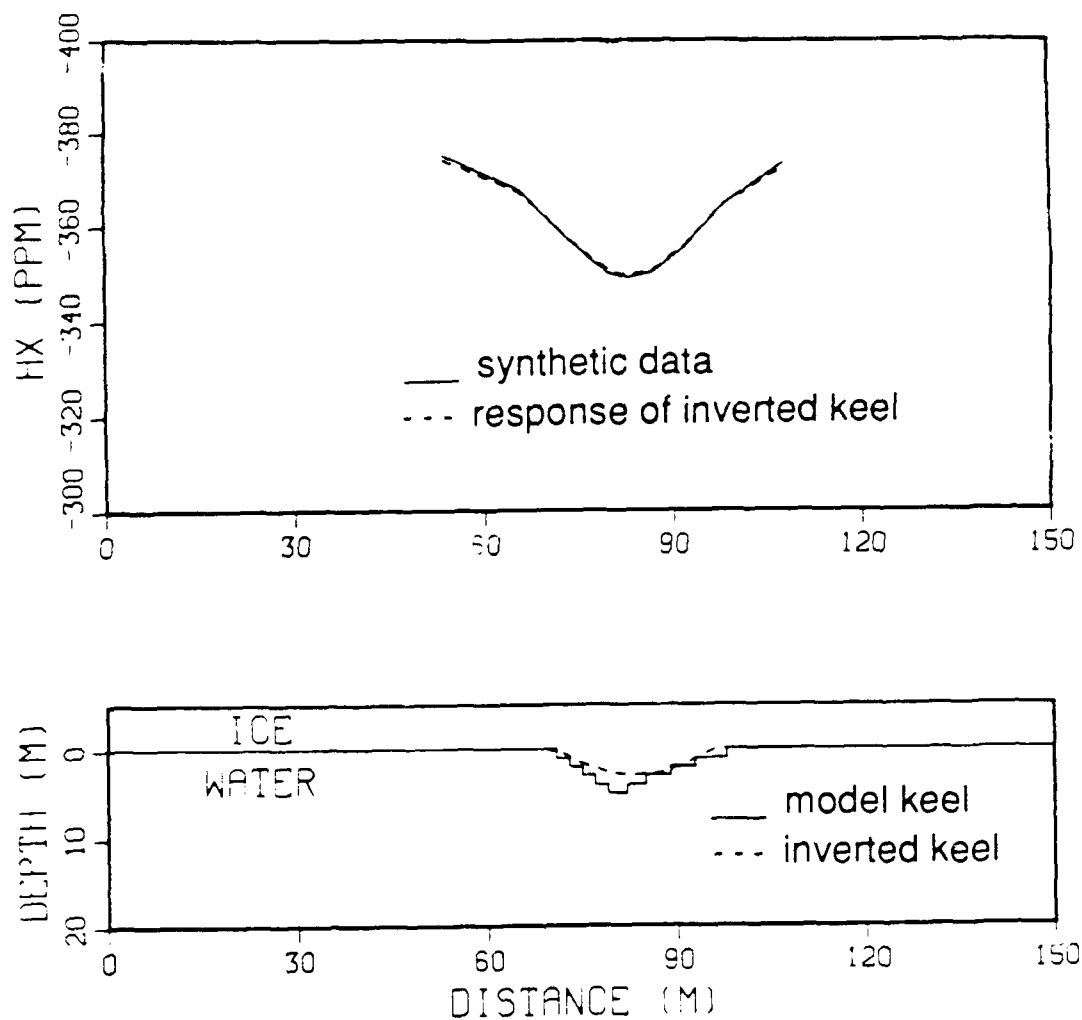 -400
-380
-360
-340
-320
-300
HX (PPM)
synthetic data
response of inverted keel
0
30
60
90
120
150
ICE
WATER
0
10
20
DEPTH (M)
model keel
inverted keel
0
30
60
90
120
150
DISTANCE (M)